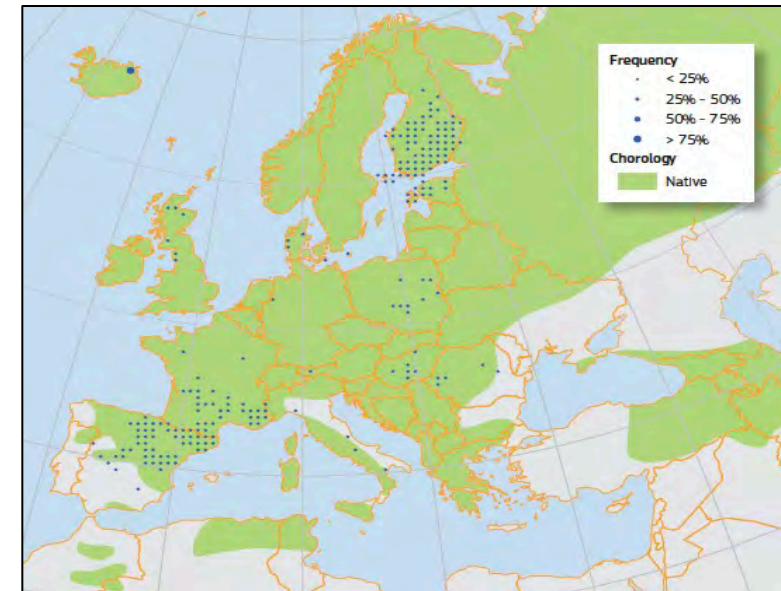 Frequency
< 25%
25% - 50%
50% - 75%
> 75%
Chorology
Native